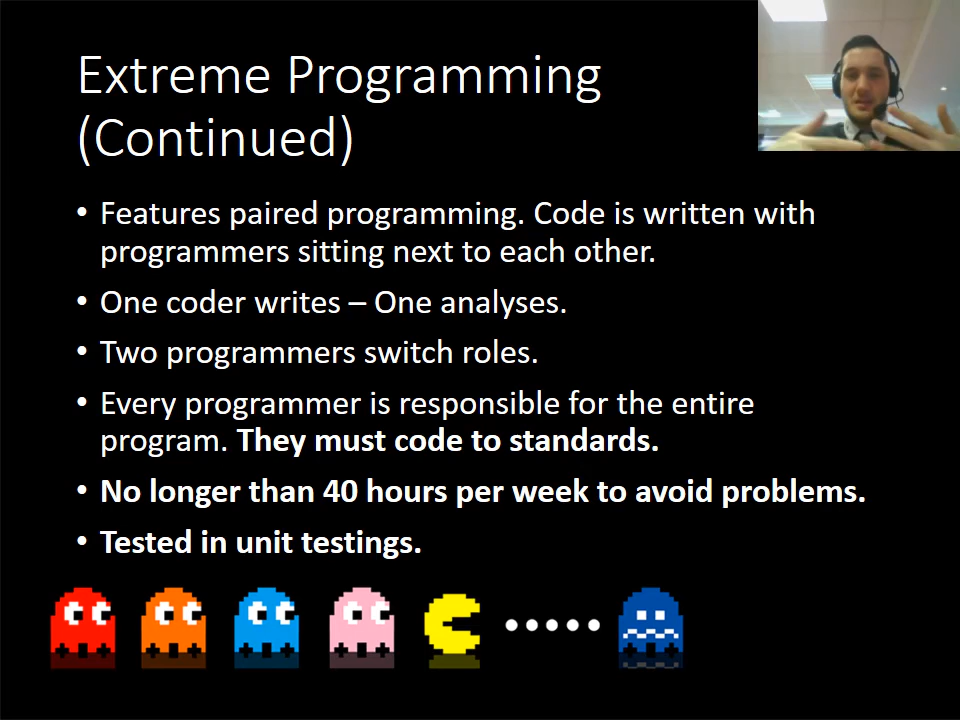 Extreme Programming
(Continued)
• Features paired programming. Code is written with
programmers sitting next to each other.
• One coder writes – One analyses.
• Two programmers switch roles.
• Every programmer is responsible for the entire
program. They must code to standards.
• No longer than 40 hours per week to avoid problems.
• Tested in unit testings.